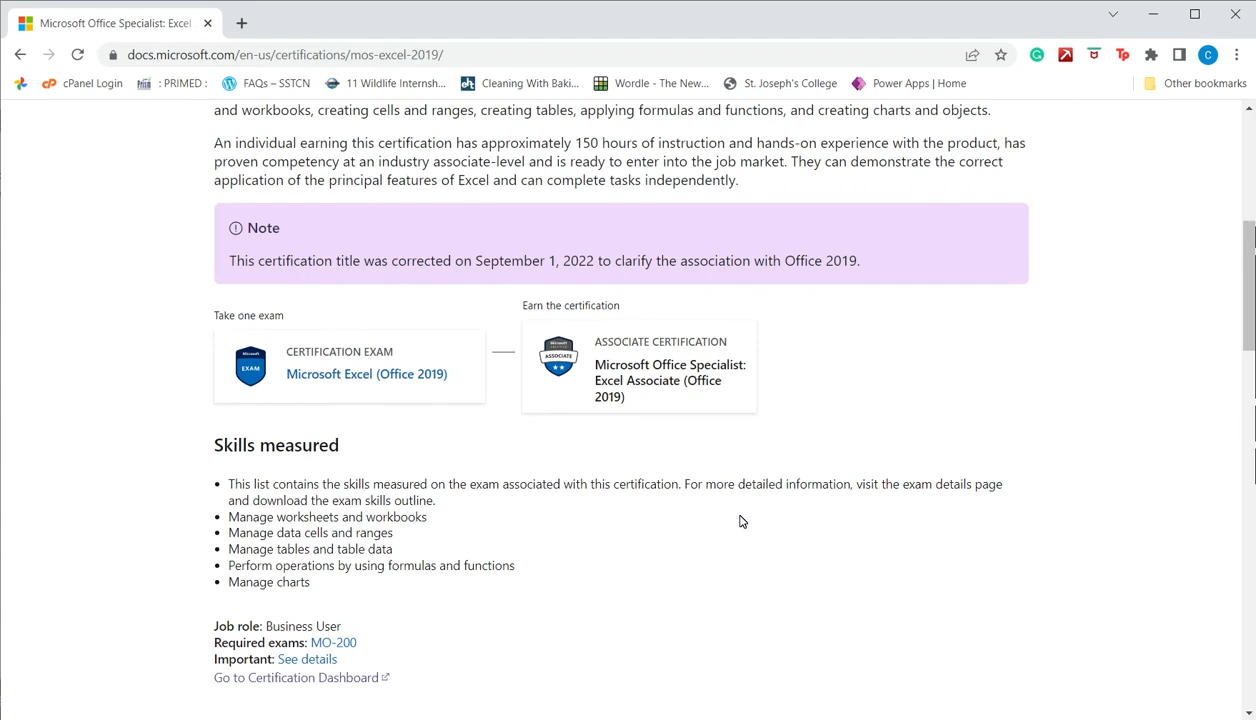 Microsoft Office Specialist: Excel
docs.microsoft.com/en-us/certifications/mos-excel-2019/
cPanel Login
: PRIMED :
FAQs – SSTCN
11 Wildlife Internsh...
Cleaning With Baki...
Wordle - The New...
St. Joseph's College
Power Apps | Home
Other bookmarks
and workbooks, creating cells and ranges, creating tables, applying formulas and functions, and creating charts and objects.
An individual earning this certification has approximately 150 hours of instruction and hands-on experience with the product, has
proven competency at an industry associate-level and is ready to enter into the job market. They can demonstrate the correct
application of the principal features of Excel and can complete tasks independently.
Note
This certification title was corrected on September 1, 2022 to clarify the association with Office 2019.
Take one exam
Earn the certification
Microsoft
EXAM
CERTIFICATION EXAM
Microsoft Excel (Office 2019)
ASSOCIATE
ASSOCIATE CERTIFICATION
Microsoft Office Specialist:
Excel Associate (Office
2019)
Skills measured
• This list contains the skills measured on the exam associated with this certification. For more detailed information, visit the exam details page
and download the exam skills outline.
• Manage worksheets and workbooks
• Manage data cells and ranges
• Manage tables and table data
• Perform operations by using formulas and functions
• Manage charts
Job role: Business User
Required exams: MO-200
Important: See details
Go to Certification Dashboard